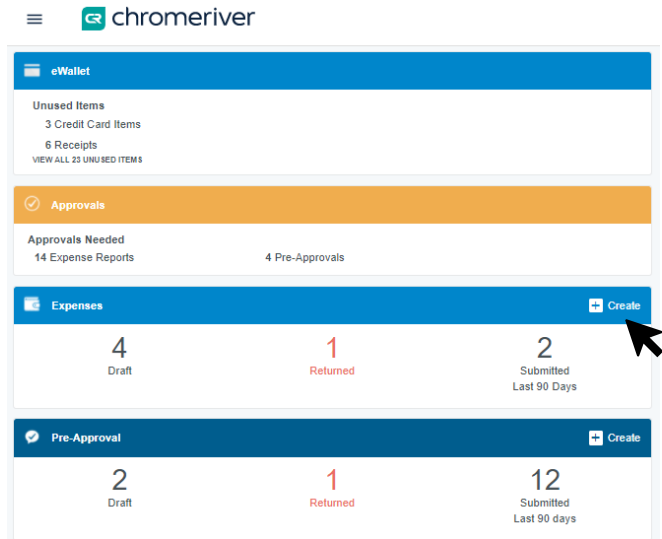 CR chromeriver
eWallet
Unused Items
3 Credit Card Items
6 Receipts
VIEW ALL 23 UNUSED ITEMS
Approvals
Approvals Needed
14 Expense Reports 4 Pre-Approvals
Expenses + Create
4 1 2
Draft Returned Submitted
Last 90 Days
Pre-Approval + Create
2 1 12
Draft Returned Submitted
Last 90 days